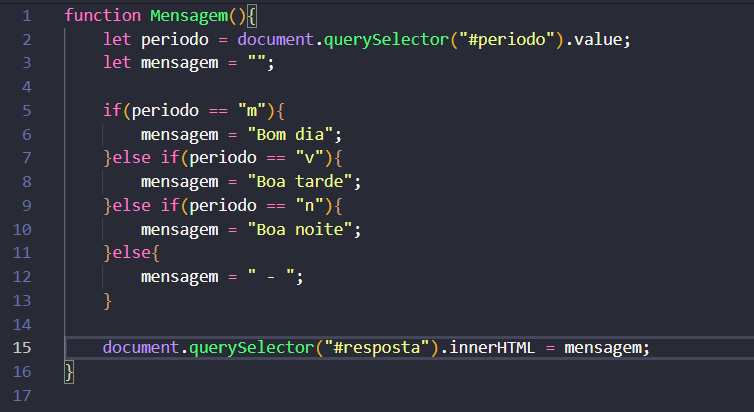 1 function Mensagem(){
2     let periodo = document.querySelector("#periodo").value;
3     let mensagem = "";
4
5     if(periodo == "m"){
6         mensagem = "Bom dia";
7     }else if(periodo == "v"){
8         mensagem = "Boa tarde";
9     }else if(periodo == "n"){
10         mensagem = "Boa noite";
11     }else{
12         mensagem = " - ";
13     }
14
15     document.querySelector("#resposta").innerHTML = mensagem;
16 }
17